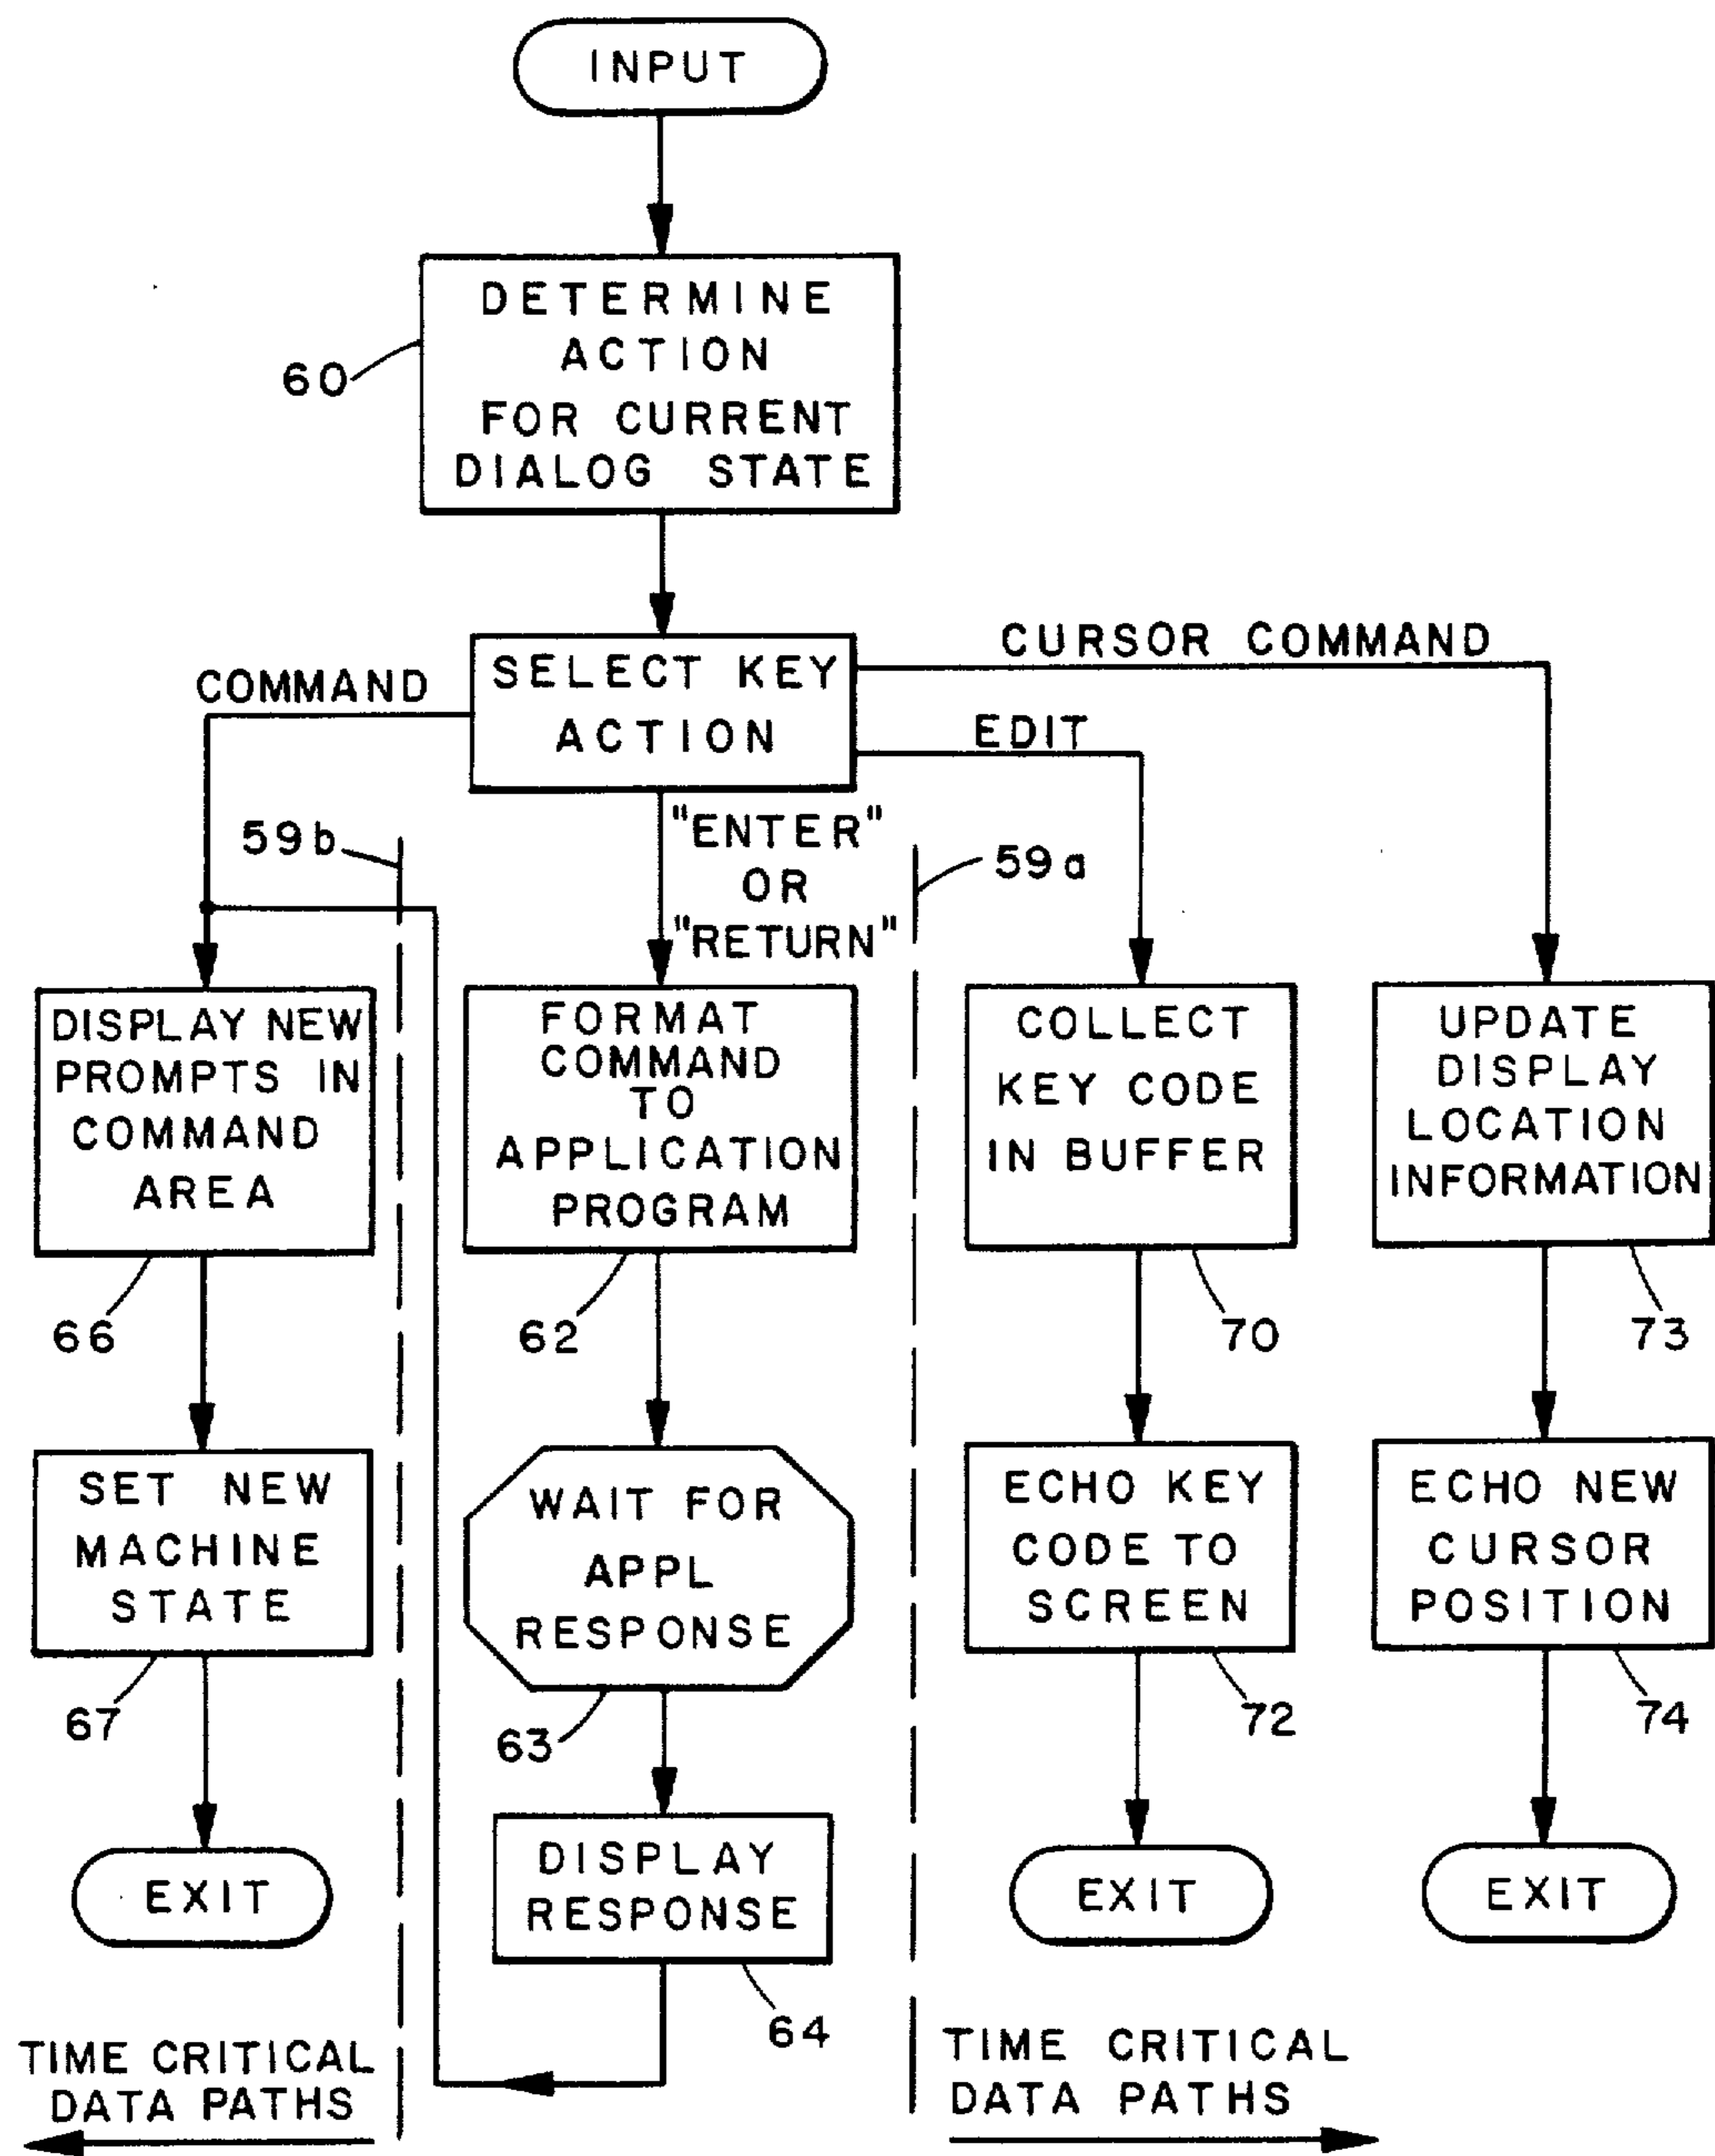 INPUT
DETERMINE
ACTION
FOR CURRENT
DIALOG STATE
60
SELECT KEY
ACTION
COMMAND
CURSOR COMMAND
EDIT
"ENTER"
OR
"RETURN"
59b
59a
DISPLAY NEW
PROMPTS IN
COMMAND
AREA
66
FORMAT
COMMAND
TO
APPLICATION
PROGRAM
62
COLLECT
KEY CODE
IN BUFFER
70
UPDATE
DISPLAY
LOCATION
INFORMATION
73
SET NEW
MACHINE
STATE
67
WAIT FOR
APPL
RESPONSE
63
ECHO KEY
CODE TO
SCREEN
72
ECHO NEW
CURSOR
POSITION
74
EXIT
DISPLAY
RESPONSE
64
EXIT
EXIT
TIME CRITICAL
DATA PATHS
TIME CRITICAL
DATA PATHS